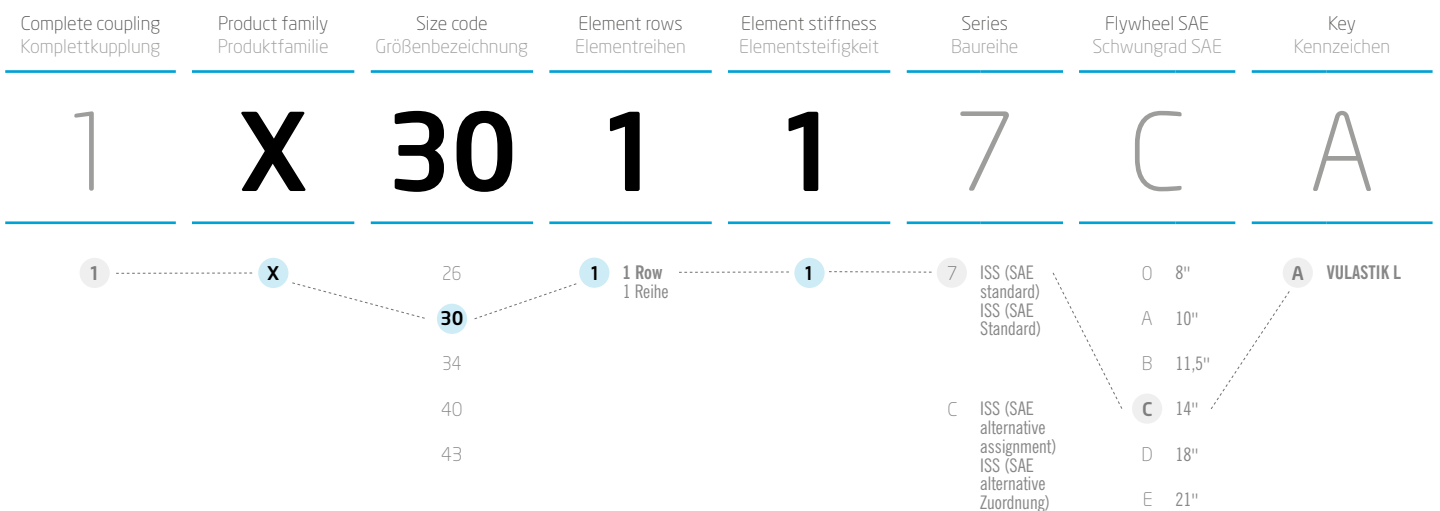 Complete coupling Product family Size code Element rows Element stiffness Series Flywheel SAE Key
Komplettkupplung Produktfamilie Größenbezeichnung Elementreihen Elementsteifigkeit Baureihe Schwungrad SAE Kennzeichen
1 X 30 1 1 7 C A
1 X 26 1 1 Row 1 7 ISS (SAE O 8" A VULASTIK L
1 Reihe standard)
ISS (SAE
30 Standard) A 10"
34 B 11,5"
40 C ISS (SAE C 14"
alternative
assignment)
43 ISS (SAE D 18"
alternative
Zuordnung) E 21"